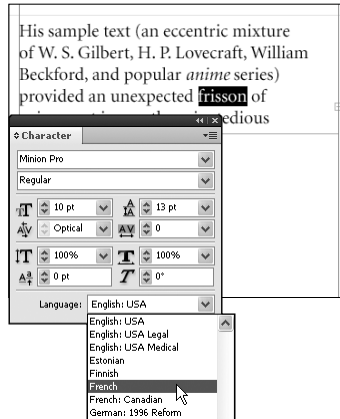 His sample text (an eccentric mixture
of W. S. Gilbert, H. P. Lovecraft, William
Beckford, and popular anime series)
provided an unexpected frisson of
Character
Minion Pro
Regular
10 pt 13 pt
Optical 0
100% 100%
0 pt 0°
Language: English: USA
English: USA
English: USA Legal
English: USA Medical
Estonian
Finnish
French
French: Canadian
German: 1996 Reform